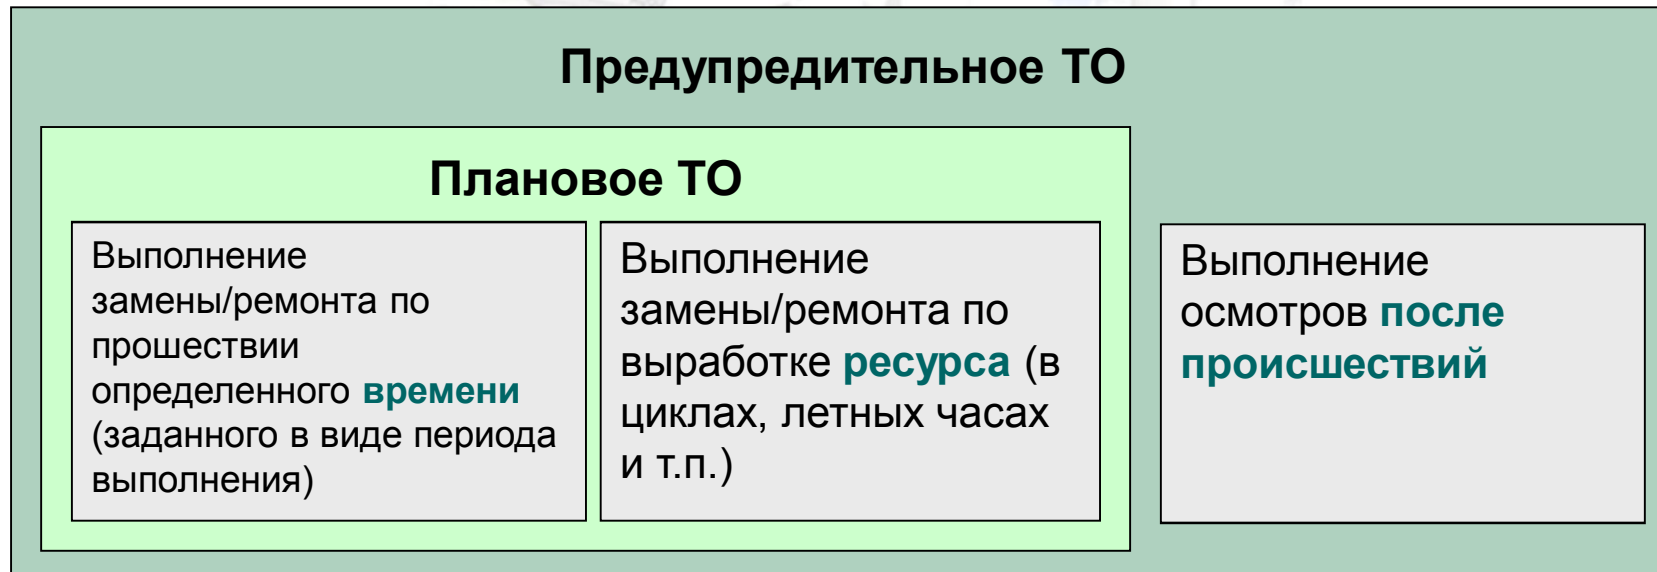 Предупредительное ТО
Плановое ТО
Выполнение
замены/ремонта по
прошествии
определенного времени
(заданного в виде периода
выполнения)
Выполнение
замены/ремонта по
выработке ресурса (в
циклах, летных часах
и т.п.)
Выполнение
осмотров после
происшествий